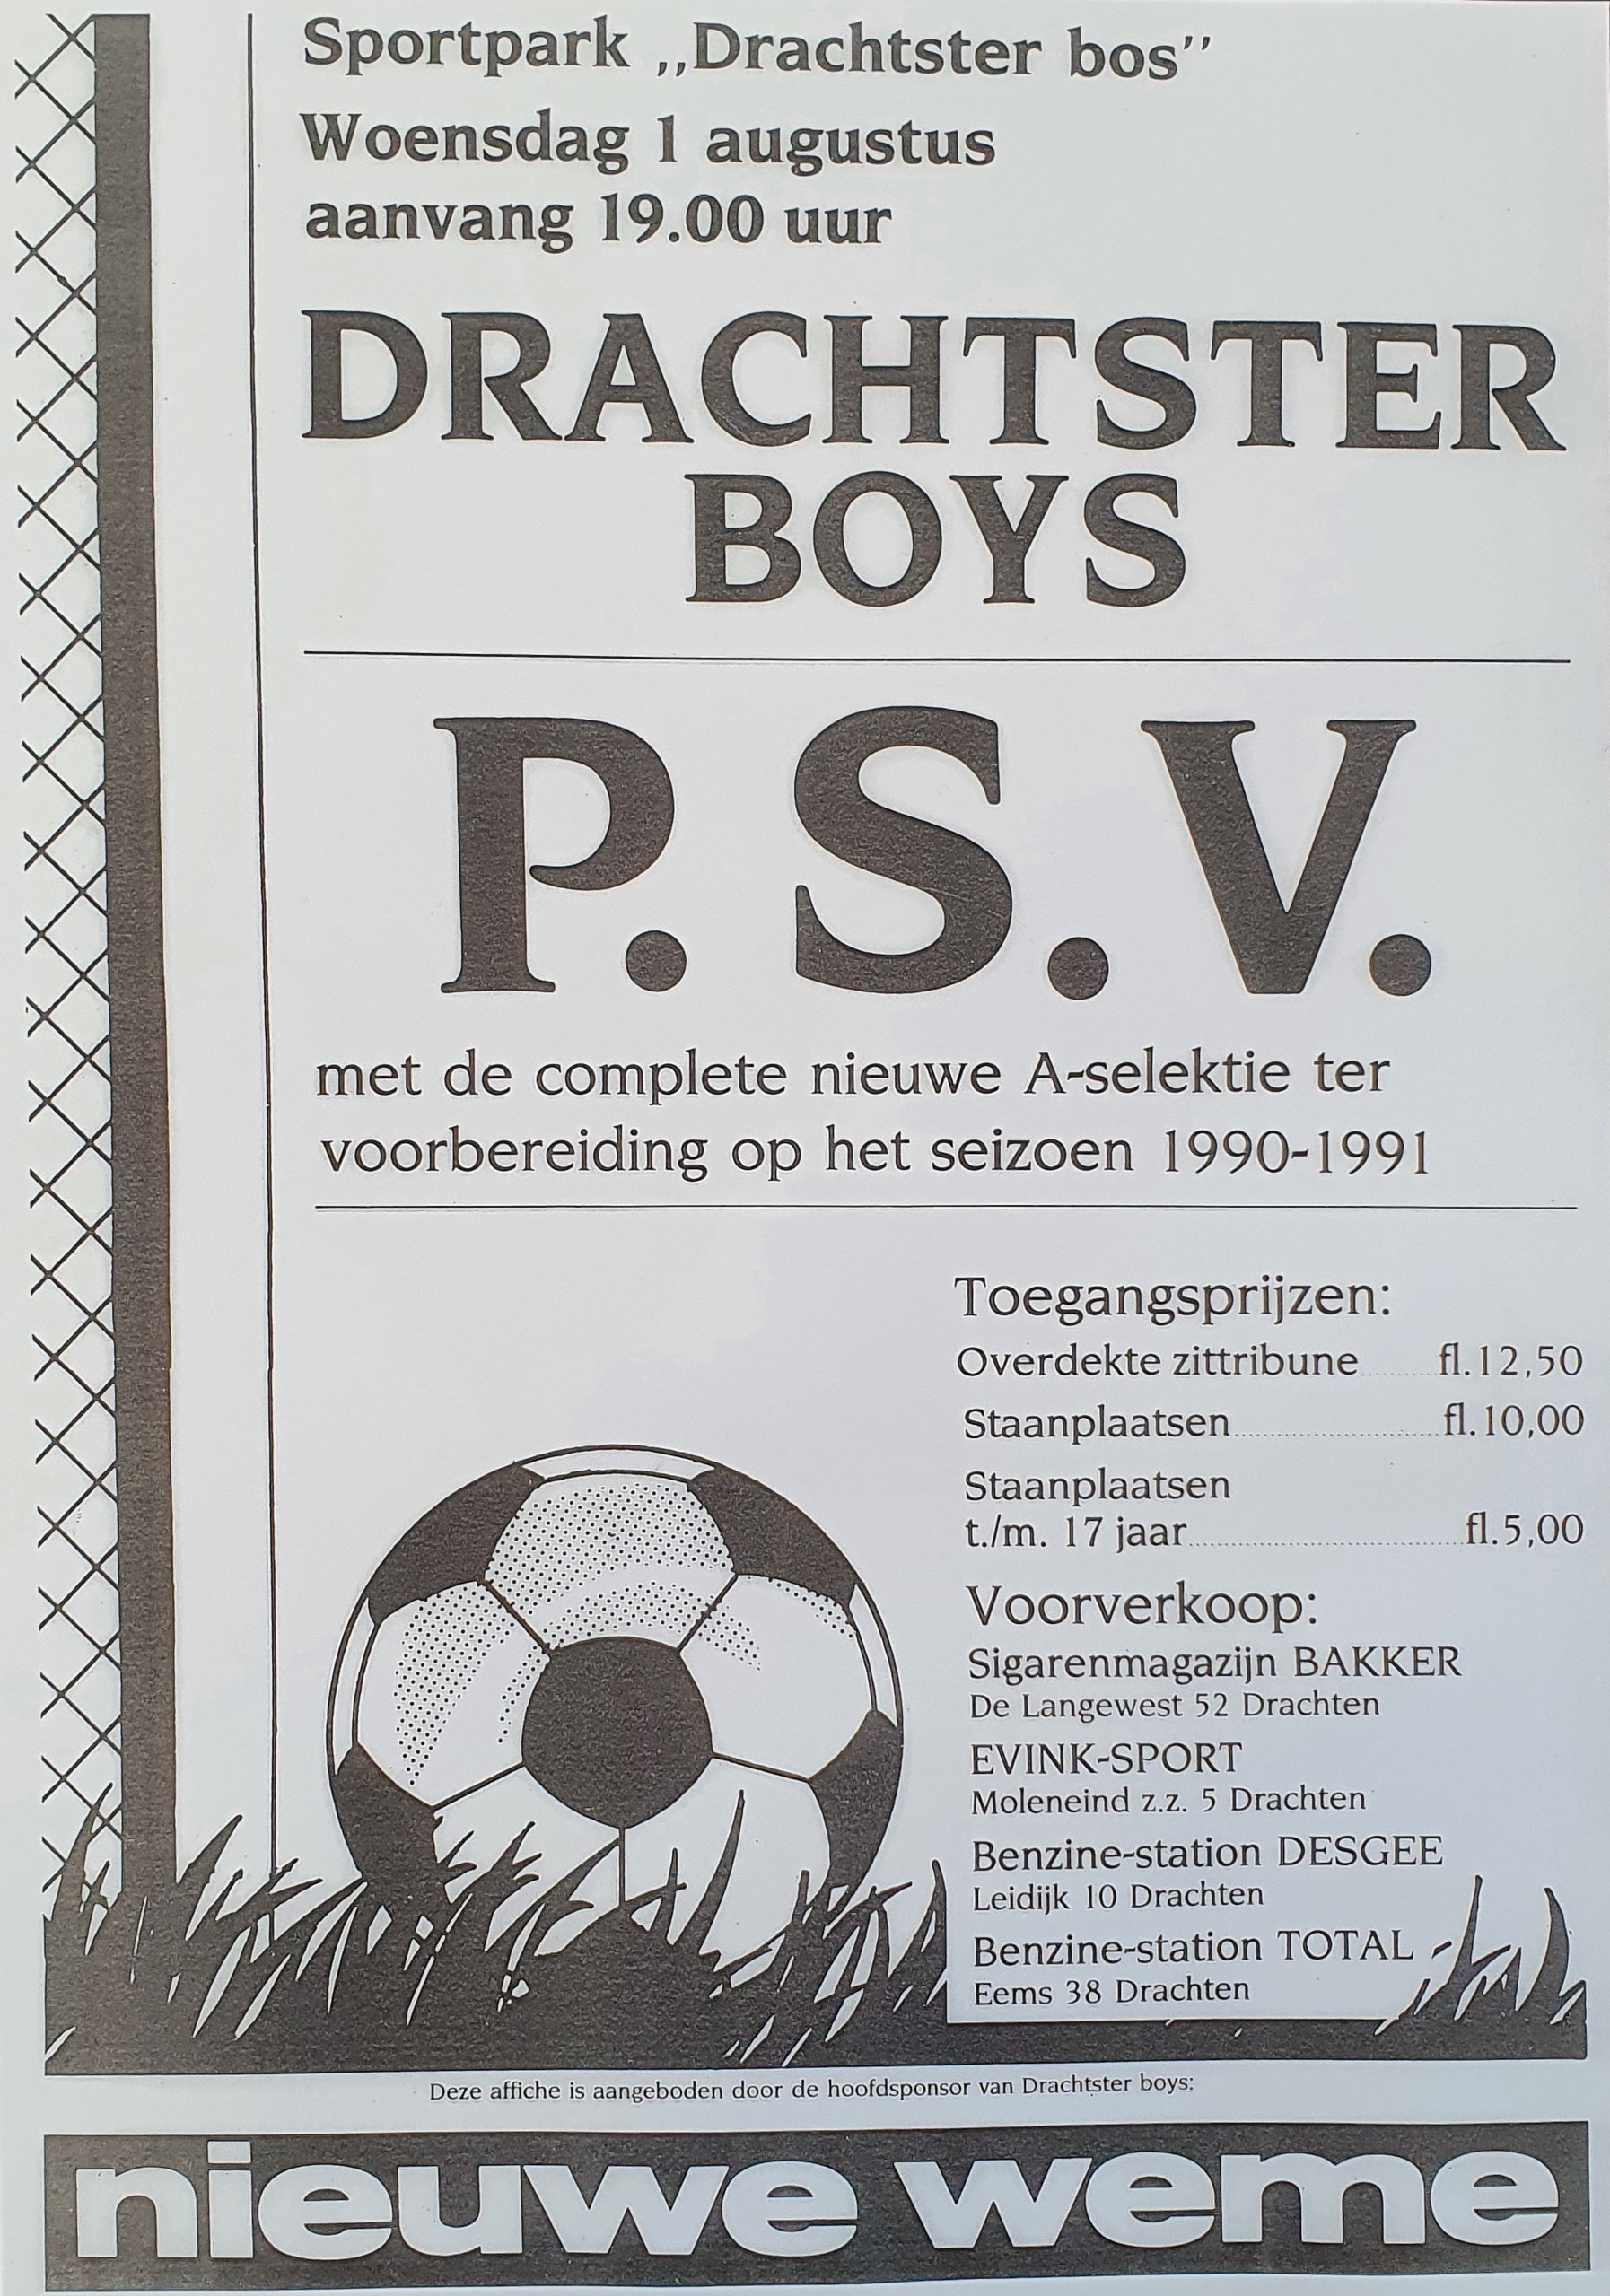 Sportpark „Drachtster bos”
Woensdag 1 augustus
aanvang 19.00 uur
DRACHTSTER
BOYS
P.S.V.
met de complete nieuwe A-selektie ter
voorbereiding op het seizoen 1990-1991
Toegangsprijzen:
Overdekte zittribune ........ fl.12,50
Staanplaatsen ........ fl.10,00
Staanplaatsen
t./m. 17 jaar ........ fl.5,00
Voorverkoop:
Sigarenmagazijn BAKKER
De Langewest 52 Drachten
EVINK-SPORT
Moleneind z.z. 5 Drachten
Benzine-station DESGEE
Leidijk 10 Drachten
Benzine-station TOTAL
Eems 38 Drachten
Deze affiche is aangeboden door de hoofdsponsor van Drachtster boys:
nieuwe weme